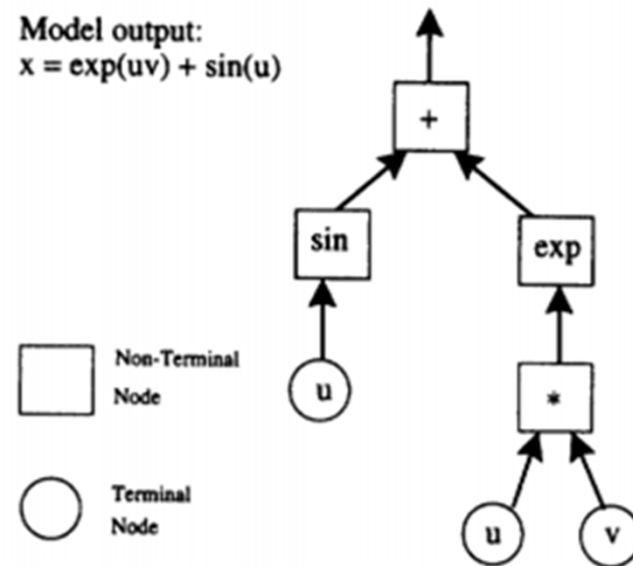 Model output:
x = exp(uv) + sin(u)
+
sin
exp
u
*
u
v
Non-Terminal
Node
Terminal
Node